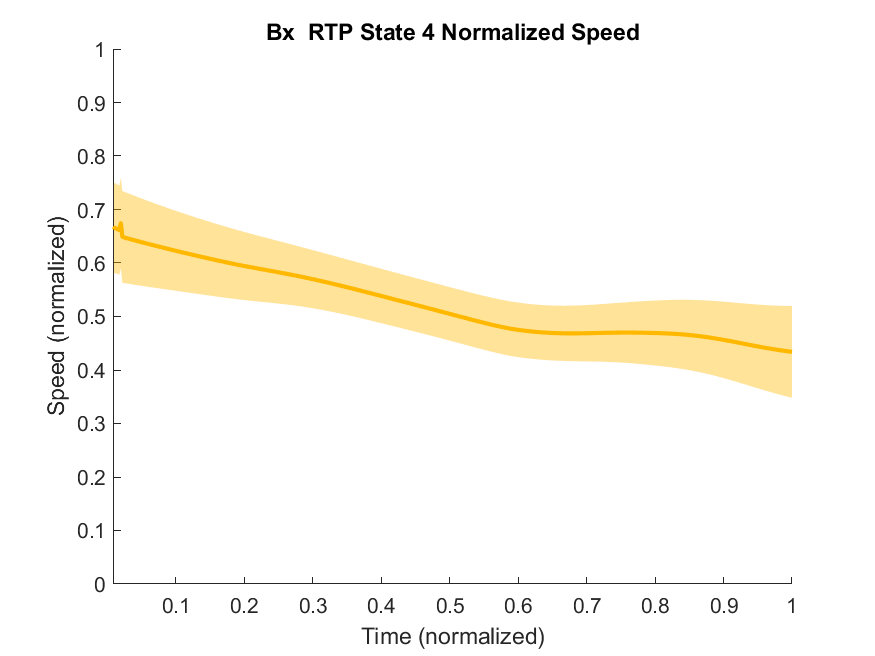 Bx  RTP State 4 Normalized Speed
1
0.9
0.8
0.7
0.6
0.5
0.4
0.3
0.2
0.1
0
Speed (normalized)
0.1 0.2 0.3 0.4 0.5 0.6 0.7 0.8 0.9 1
Time (normalized)